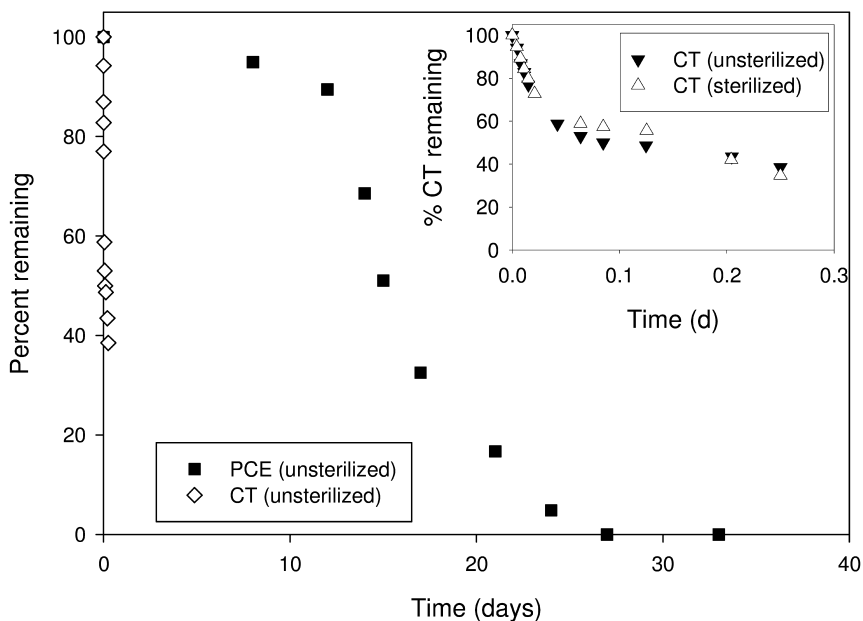 100
80
60
40
20
0
Percent remaining
0
10
20
30
40
Time (days)
PCE (unsterilized)
CT (unsterilized)
100
80
60
40
20
0
% CT remaining
0.0
0.1
0.2
0.3
Time (d)
CT (unsterilized)
CT (sterilized)